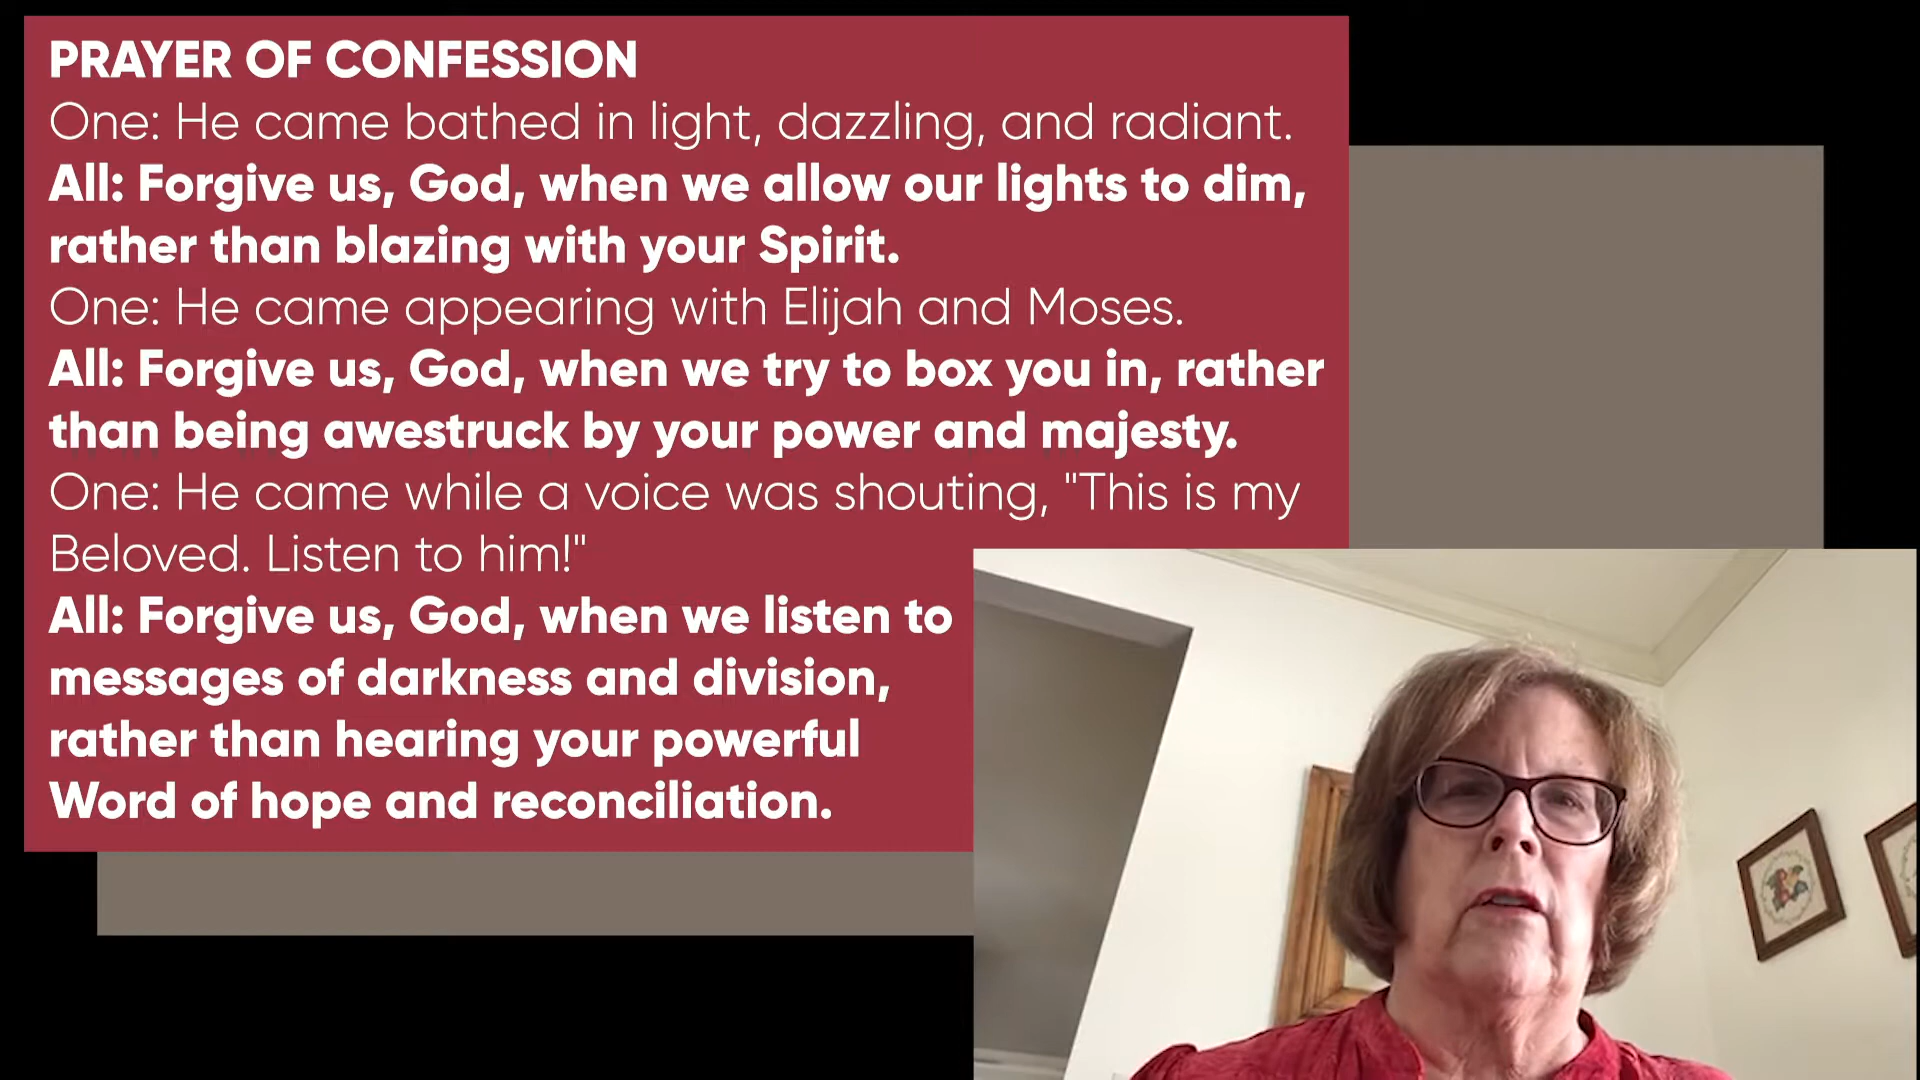 PRAYER OF CONFESSION
One: He came bathed in light, dazzling, and radiant.
All: Forgive us, God, when we allow our lights to dim,
rather than blazing with your Spirit.
One: He came appearing with Elijah and Moses.
All: Forgive us, God, when we try to box you in, rather
than being awestruck by your power and majesty.
One: He came while a voice was shouting, "This is my
Beloved. Listen to him!"
All: Forgive us, God, when we listen to
messages of darkness and division,
rather than hearing your powerful
Word of hope and reconciliation.